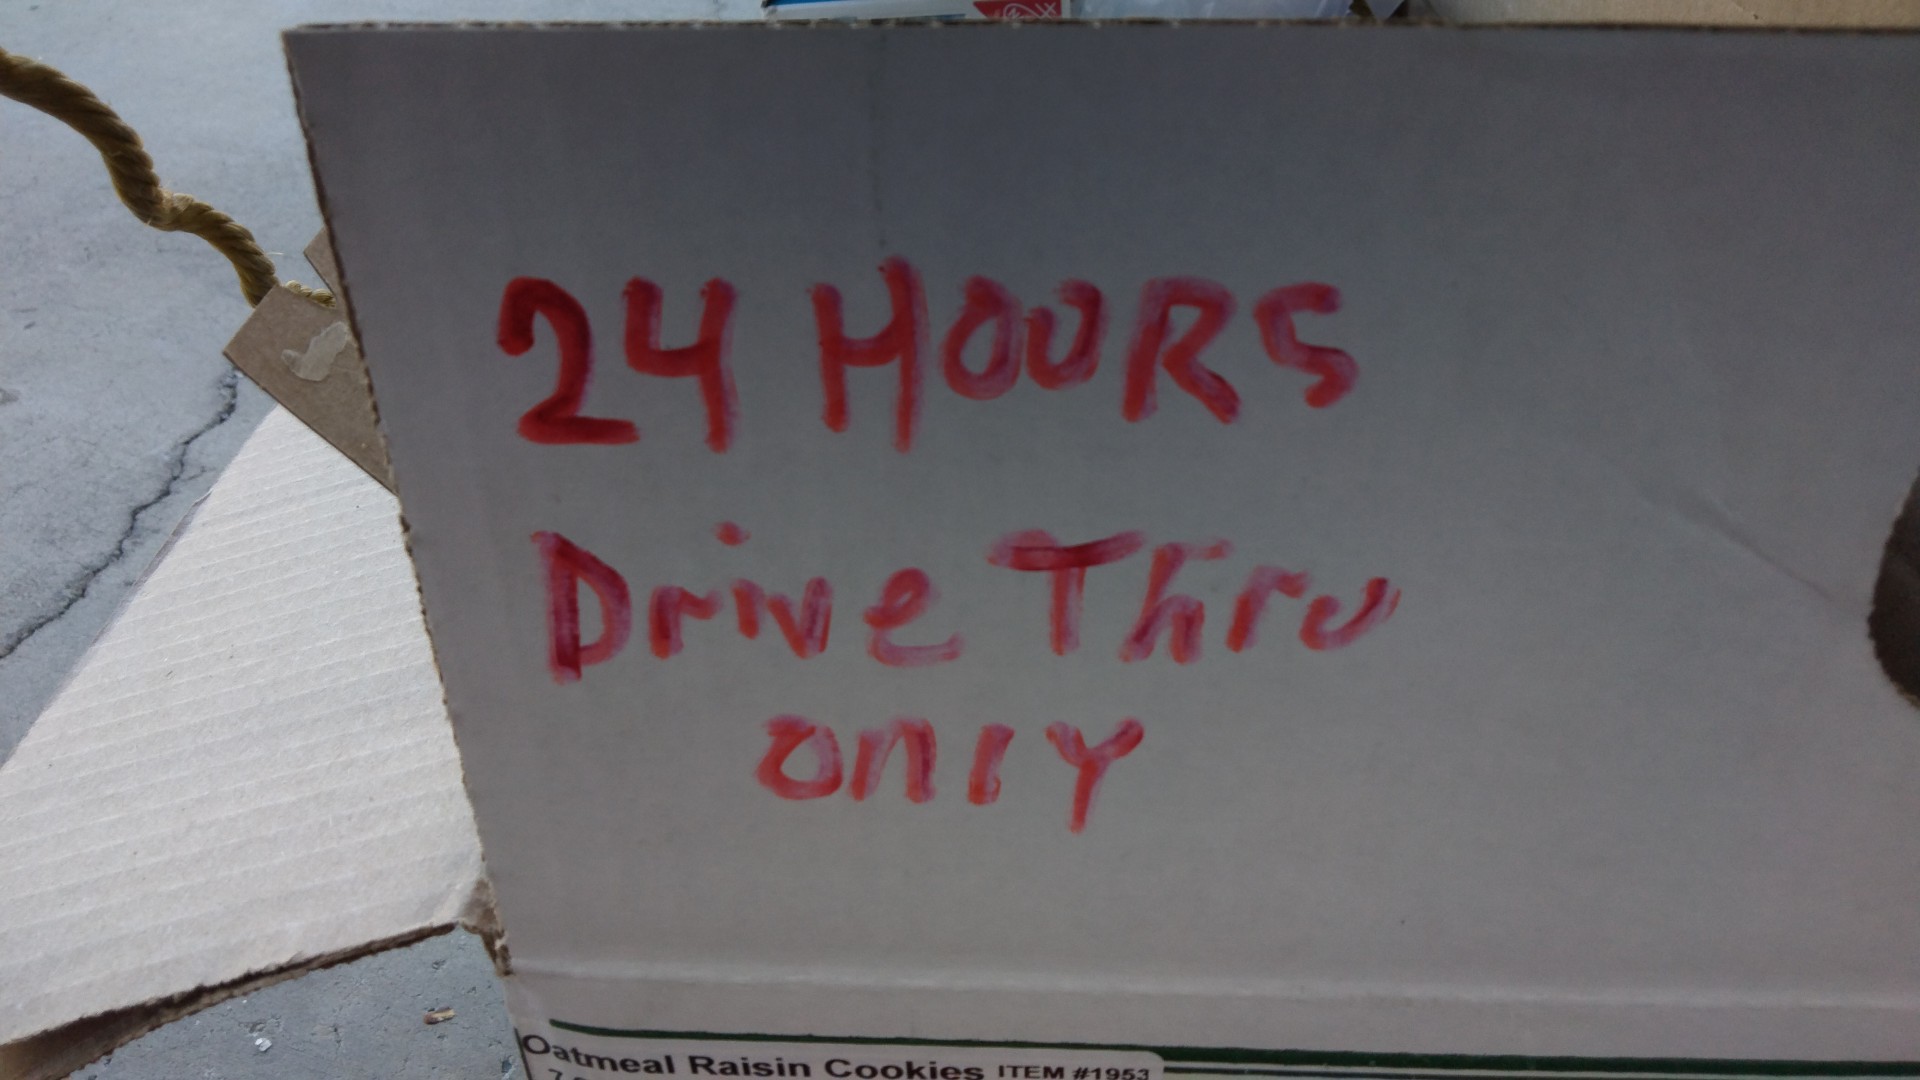 24 HOURS
Drive Thru
only
Oatmeal Raisin Cookies ITEM #1953